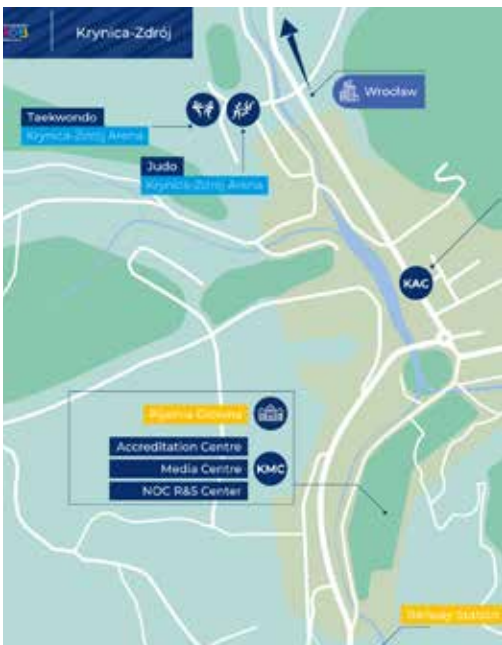 Krynica-Zdrój
Wrocław
Taekwondo
Krynica-Zdrój Arena
Judo
Krynica-Zdrój Arena
KAC
Pijalnia Główna
Accreditation Centre
Media Centre
KMC
NOC R&S Center
Railway Station